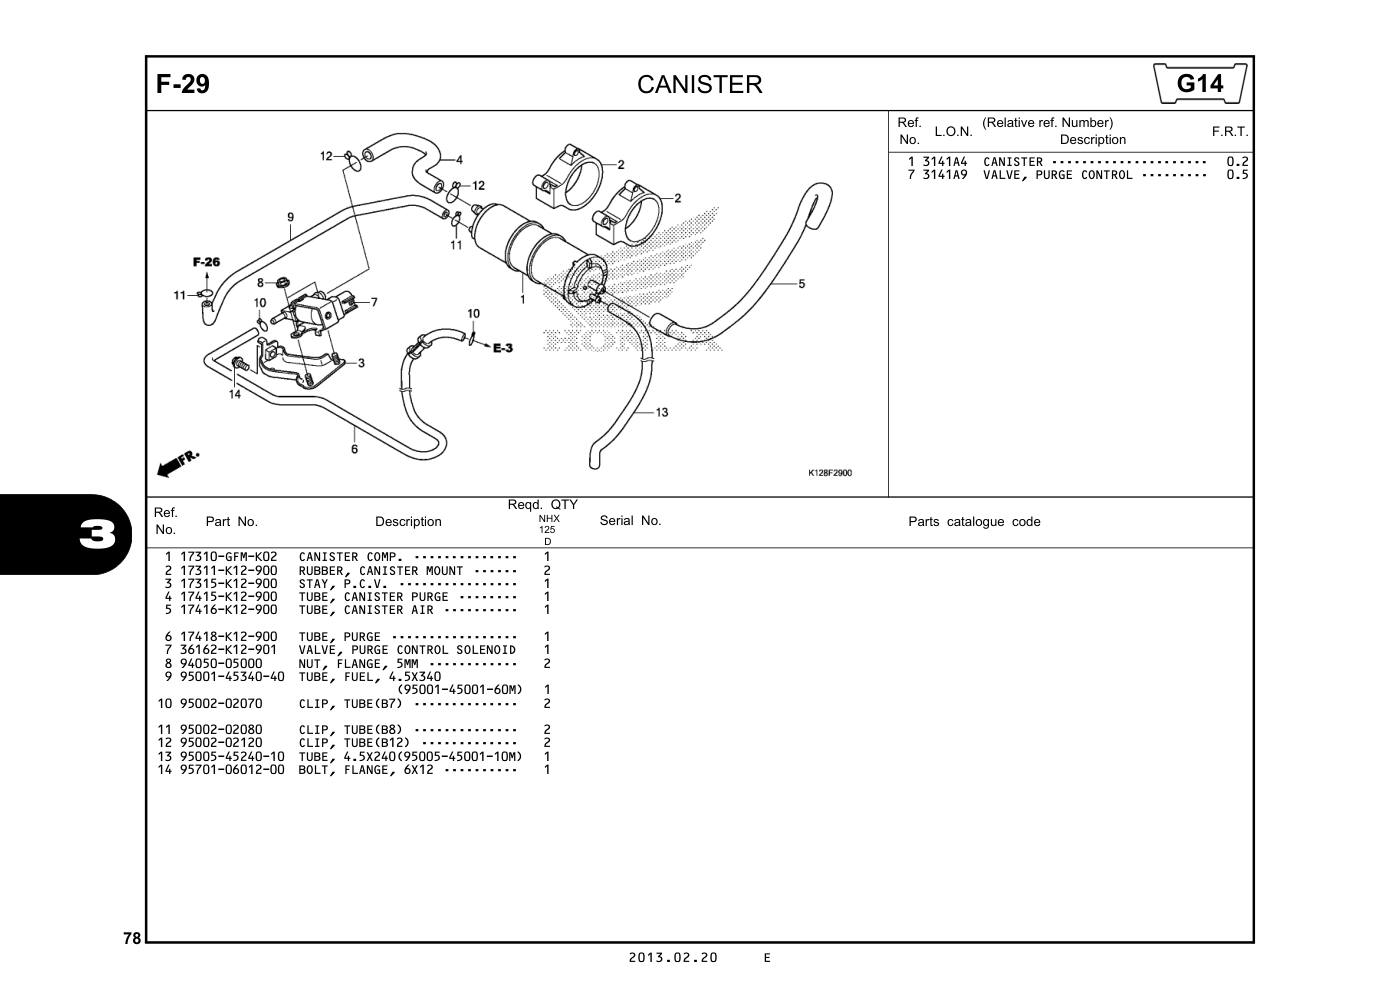 F-29 CANISTER G14
12 4 2 12 2 9 11 F-26 8 11 10 7 1 5 10 E-3 3 14 13 6
FR.
HONDA
K128F2900
Ref. No. L.O.N. (Relative ref. Number) Description F.R.T.
1 3141A4 CANISTER --------------------- 0.2
7 3141A9 VALVE, PURGE CONTROL --------- 0.5
3
Ref. No. Part No. Description Reqd. QTY NHX 125 D Serial No. Parts catalogue code
1 17310-GFM-K02 CANISTER COMP. -------------- 1
2 17311-K12-900 RUBBER, CANISTER MOUNT ------ 2
3 17315-K12-900 STAY, P.C.V. ---------------- 1
4 17415-K12-900 TUBE, CANISTER PURGE -------- 1
5 17416-K12-900 TUBE, CANISTER AIR ---------- 1
6 17418-K12-900 TUBE, PURGE ----------------- 1
7 36162-K12-901 VALVE, PURGE CONTROL SOLENOID 1
8 94050-05000 NUT, FLANGE, 5MM ------------ 2
9 95001-45340-40 TUBE, FUEL, 4.5X340
(95001-45001-60M) 1
10 95002-02070 CLIP, TUBE(B7) -------------- 2
11 95002-02080 CLIP, TUBE(B8) -------------- 2
12 95002-02120 CLIP, TUBE(B12) ------------- 2
13 95005-45240-10 TUBE, 4.5X240(95005-45001-10M) 1
14 95701-06012-00 BOLT, FLANGE, 6X12 ---------- 1
78
2013.02.20 E